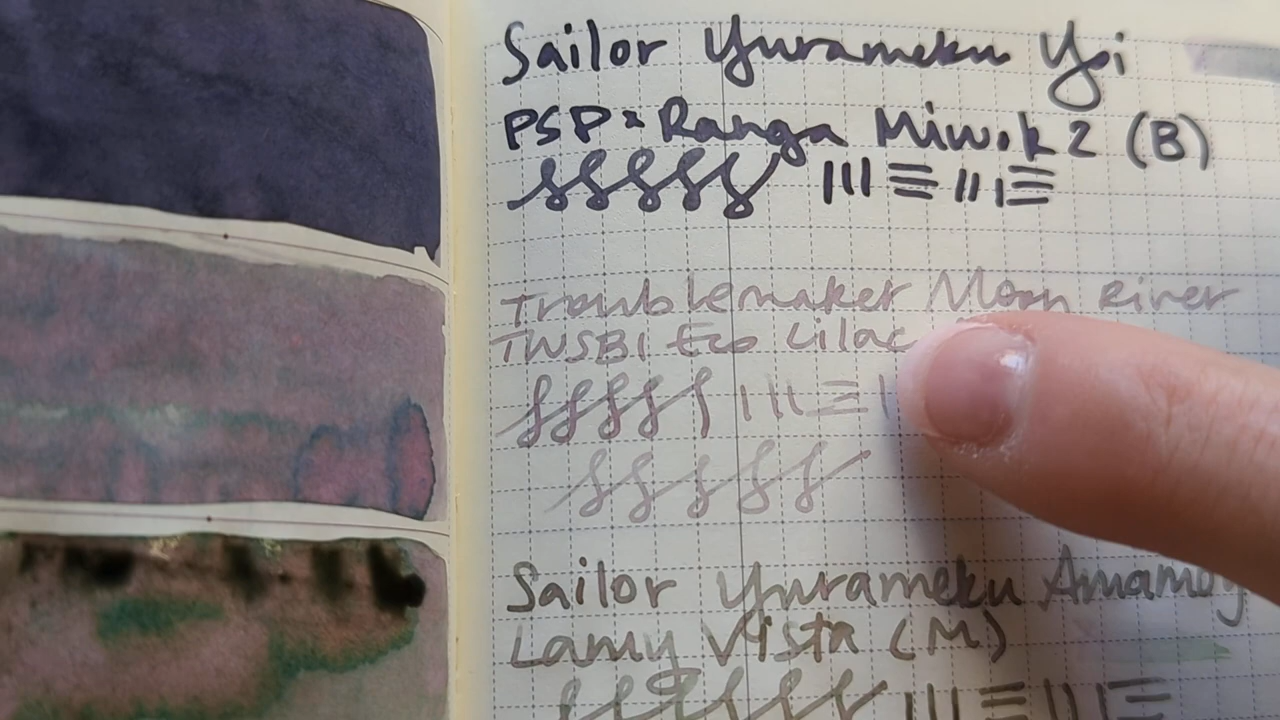 Sailor Yurameku Yoi
PSP x Ranga Miwok 2 (B)
Troublemaker Moon River
TWSBI Eco Lilac
Sailor Yurameku
Lamy Vista (M)